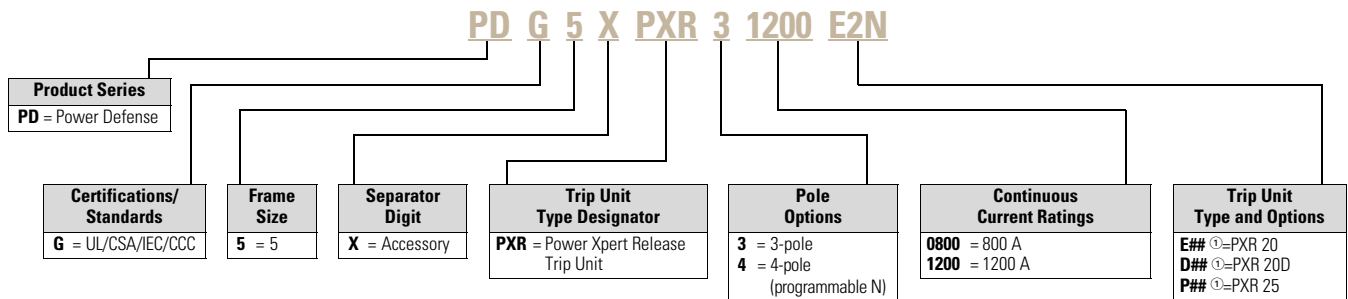 PD G 5 X PXR 3 1200 E2N
Product Series
PD = Power Defense
Certifications/
Standards
G = UL/CSA/IEC/CCC
Frame
Size
5 = 5
Separator
Digit
X = Accessory
Trip Unit
Type Designator
PXR = Power Xpert Release
Trip Unit
Pole
Options
3 = 3-pole
4 = 4-pole
(programmable N)
Continuous
Current Ratings
0800 = 800 A
1200 = 1200 A
Trip Unit
Type and Options
E## ①=PXR 20
D## ①=PXR 20D
P## ①=PXR 25